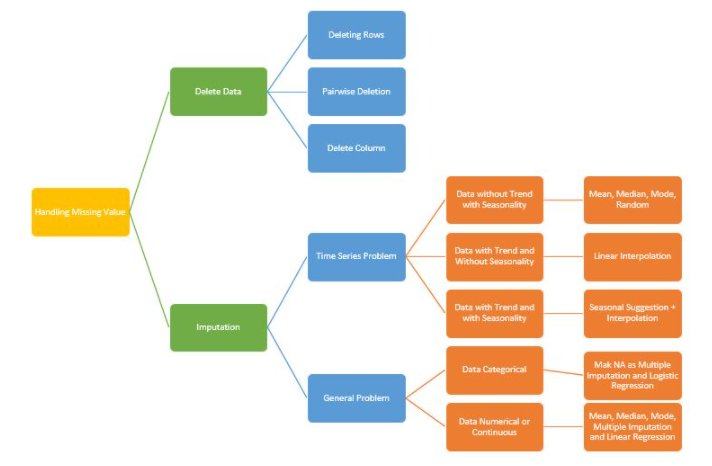 Deleting Rows
Delete Data
Pairwise Deletion
Delete Column
Handling Missing Value
Data without Trend
with Seasonality
Mean, Median, Mode,
Random
Time Series Problem
Data with Trend and
Without Seasonality
Linear Interpolation
Data with Trend and
with Seasonality
Seasonal Suggestion +
Interpolation
Imputation
Data Categorical
Mak NA as Multiple
Imputation and Logistic
Regression
General Problem
Data Numerical or
Continuous
Mean, Median, Mode,
Multiple Imputation
and Linear Regression